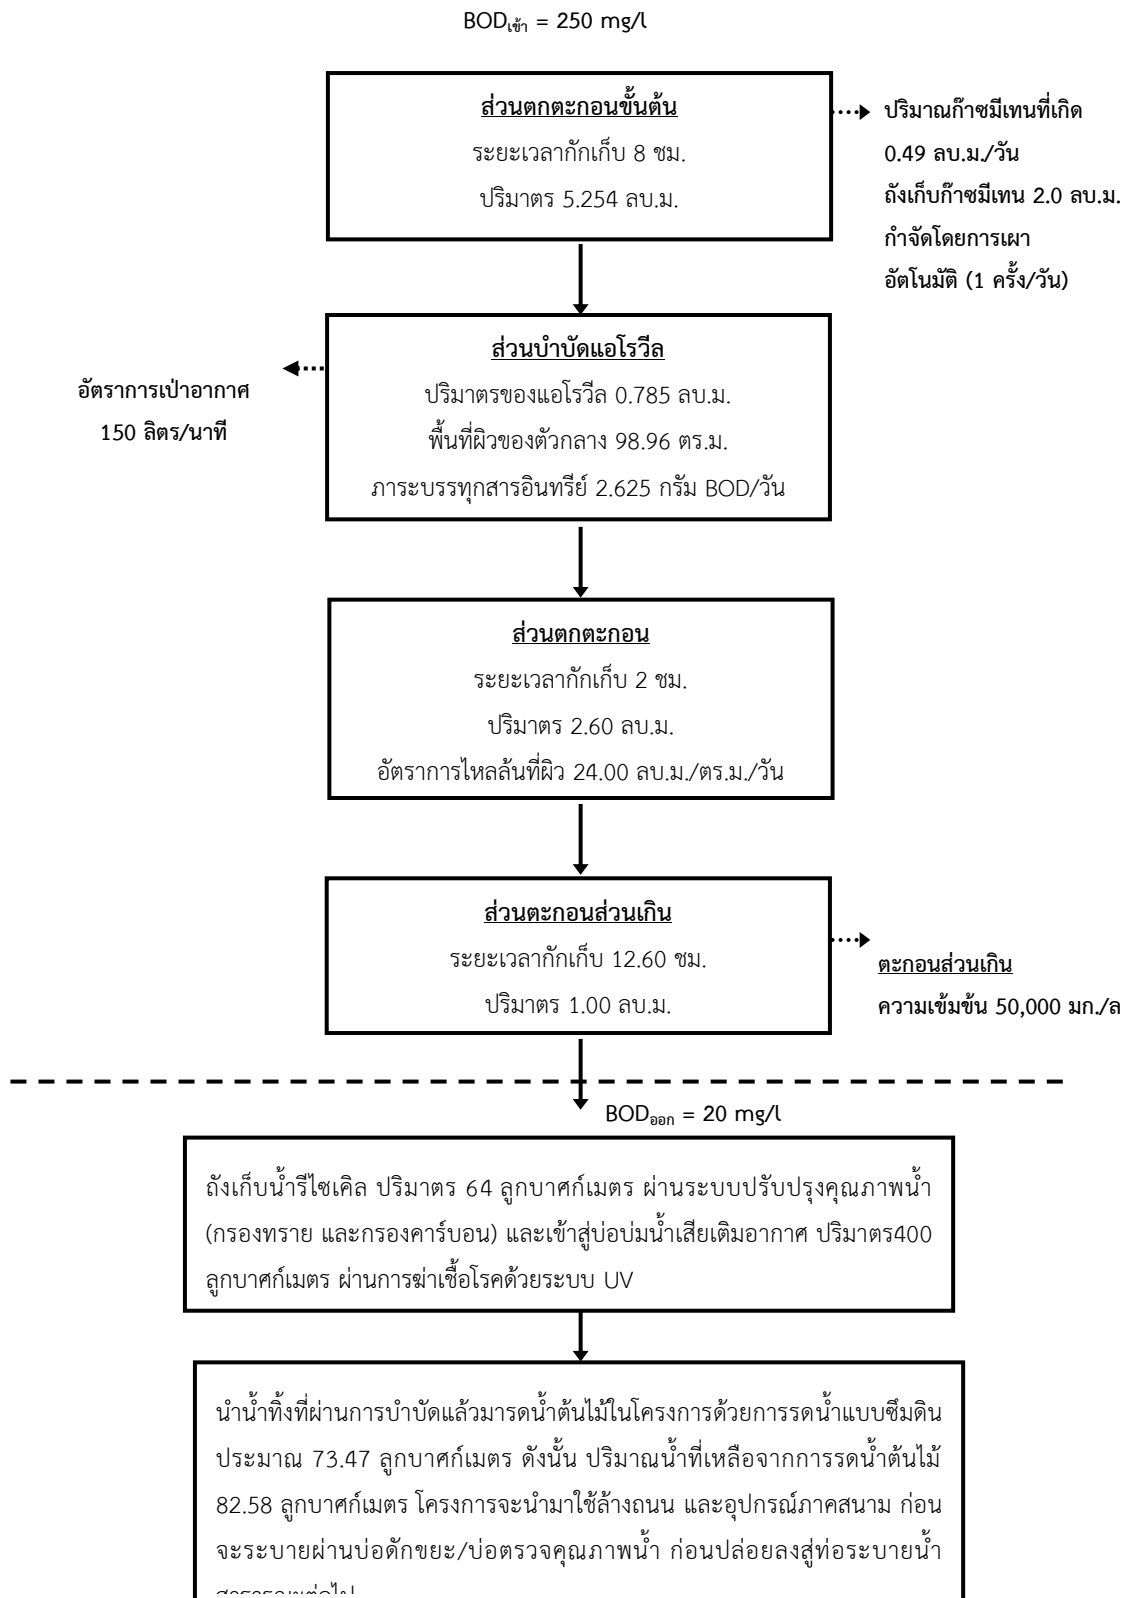 BODเข้า = 250 mg/l
ส่วนตกตะกอนขั้นต้น
ระยะเวลากักเก็บ 8 ชม.
ปริมาตร 5.254 ลบ.ม.
ปริมาณก๊าซมีเทนที่เกิด
0.49 ลบ.ม./วัน
ถังเก็บก๊าซมีเทน 2.0 ลบ.ม.
กำจัดโดยการเผา
อัตโนมัติ (1 ครั้ง/วัน)
ส่วนบำบัดแอโรวีล
ปริมาตรของแอโรวีล 0.785 ลบ.ม.
พื้นที่ผิวของตัวกลาง 98.96 ตร.ม.
ภาระบรรทุกสารอินทรีย์ 2.625 กรัม BOD/วัน
อัตราการเป่าอากาศ
150 ลิตร/นาที
ส่วนตกตะกอน
ระยะเวลากักเก็บ 2 ชม.
ปริมาตร 2.60 ลบ.ม.
อัตราการไหลล้นที่ผิว 24.00 ลบ.ม./ตร.ม./วัน
ส่วนตะกอนส่วนเกิน
ระยะเวลากักเก็บ 12.60 ชม.
ปริมาตร 1.00 ลบ.ม.
ตะกอนส่วนเกิน
ความเข้มข้น 50,000 มก./ล
BODออก = 20 mg/l
ถังเก็บน้ำรีไซเคิล ปริมาตร 64 ลูกบาศก์เมตร ผ่านระบบปรับปรุงคุณภาพน้ำ
(กรองทราย และกรองคาร์บอน) และเข้าสู่บ่อบ่มน้ำเสียเติมอากาศ ปริมาตร400
ลูกบาศก์เมตร ผ่านการฆ่าเชื้อโรคด้วยระบบ UV
นำน้ำทิ้งที่ผ่านการบำบัดแล้วมารดน้ำต้นไม้ในโครงการด้วยการรดน้ำแบบซึมดิน
ประมาณ 73.47 ลูกบาศก์เมตร ดังนั้น ปริมาณน้ำที่เหลือจากการรดน้ำต้นไม้
82.58 ลูกบาศก์เมตร โครงการจะนำมาใช้ล้างถนน และอุปกรณ์ภาคสนาม ก่อน
จะระบายผ่านบ่อดักขยะ/บ่อตรวจคุณภาพน้ำ ก่อนปล่อยลงสู่ท่อระบายน้ำ